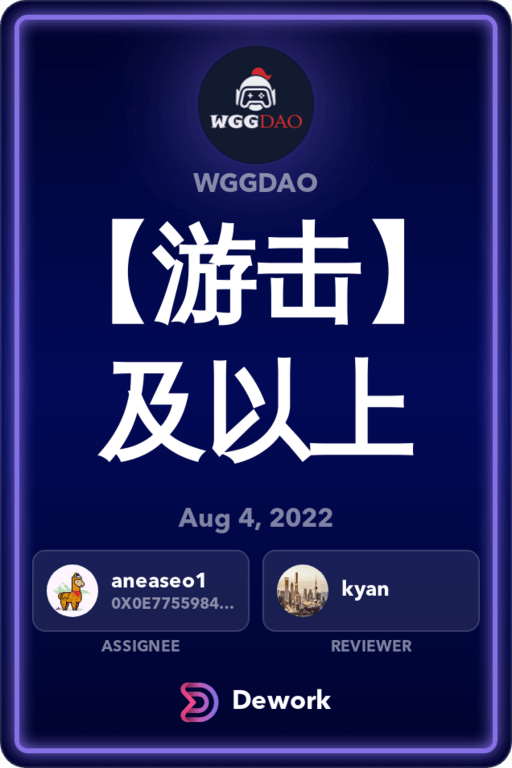 WGGDAO
WGGDAO
【游击】
及以上
Aug 4, 2022
aneaseo1
0X0E7755984...
kyan
ASSIGNEE
REVIEWER
Dework